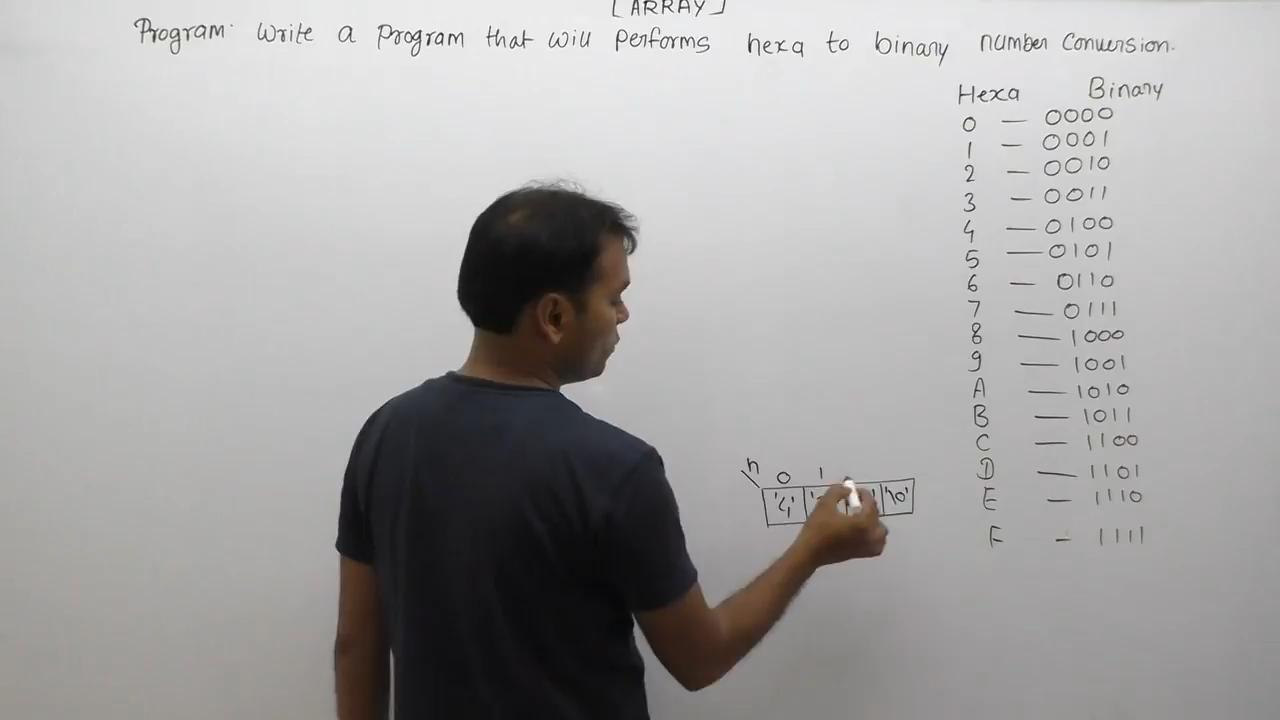 [ARRAY]
Program: Write a program that will performs hexa to binary number conversion.
Hexa Binary
0 — 0000
1 — 0001
2 — 0010
3 — 0011
4 — 0100
5 — 0101
6 — 0110
7 — 0111
8 — 1000
9 — 1001
A — 1010
B — 1011
C — 1100
D — 1101
E — 1110
F — 1111
n 0 1
'\0'